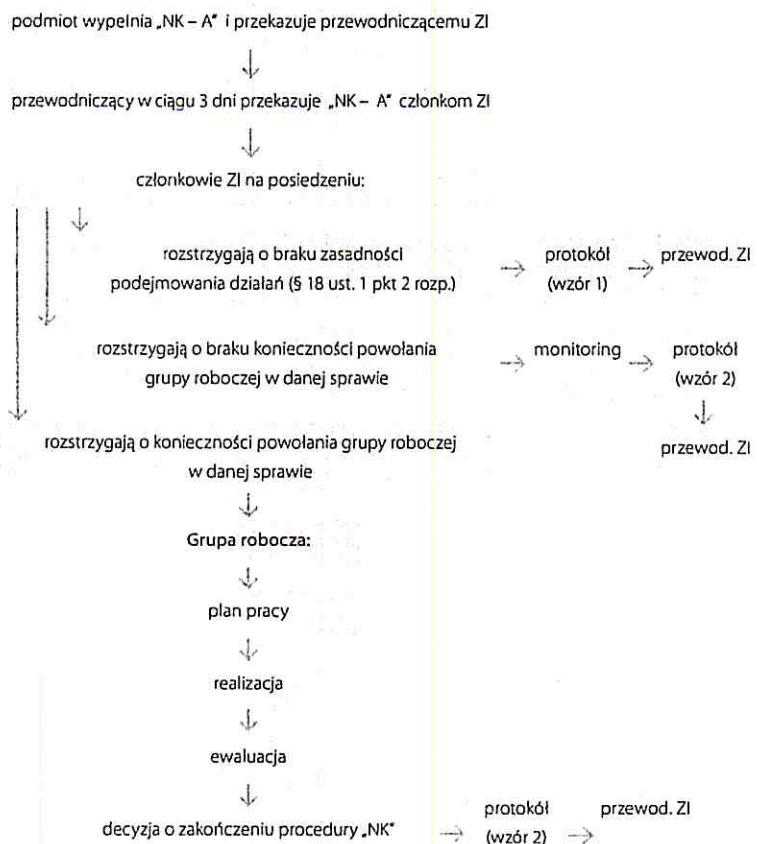 podmiot wypełnia „NK – A" i przekazuje przewodniczącemu ZI
przewodniczący w ciągu 3 dni przekazuje „NK – A" członkom ZI
członkowie ZI na posiedzeniu:
rozstrzygają o braku zasadności
podejmowania działań (§ 18 ust. 1 pkt 2 rozp.)
protokół
(wzór 1)
przewod. ZI
rozstrzygają o braku konieczności powołania
grupy roboczej w danej sprawie
monitoring
protokół
(wzór 2)
przewod. ZI
rozstrzygają o konieczności powołania grupy roboczej
w danej sprawie
Grupa robocza:
plan pracy
realizacja
ewaluacja
decyzja o zakończeniu procedury „NK"
protokół
(wzór 2)
przewod. ZI